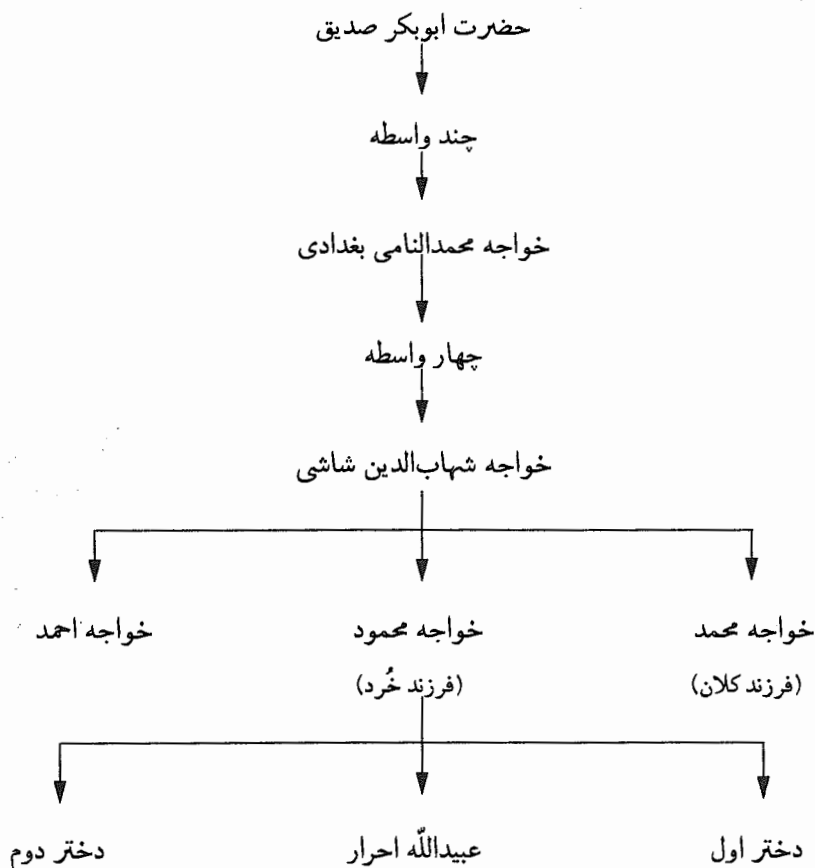 حضرت ابوبکر صدیق
چند واسطه
خواجه محمدالنامی بغدادی
چهار واسطه
خواجه شهاب‌الدین شاشی
خواجه محمد خواجه محمود خواجه احمد
(فرزند کلان) (فرزند خُرد)
دختر اول عبیداللّه احرار دختر دوم